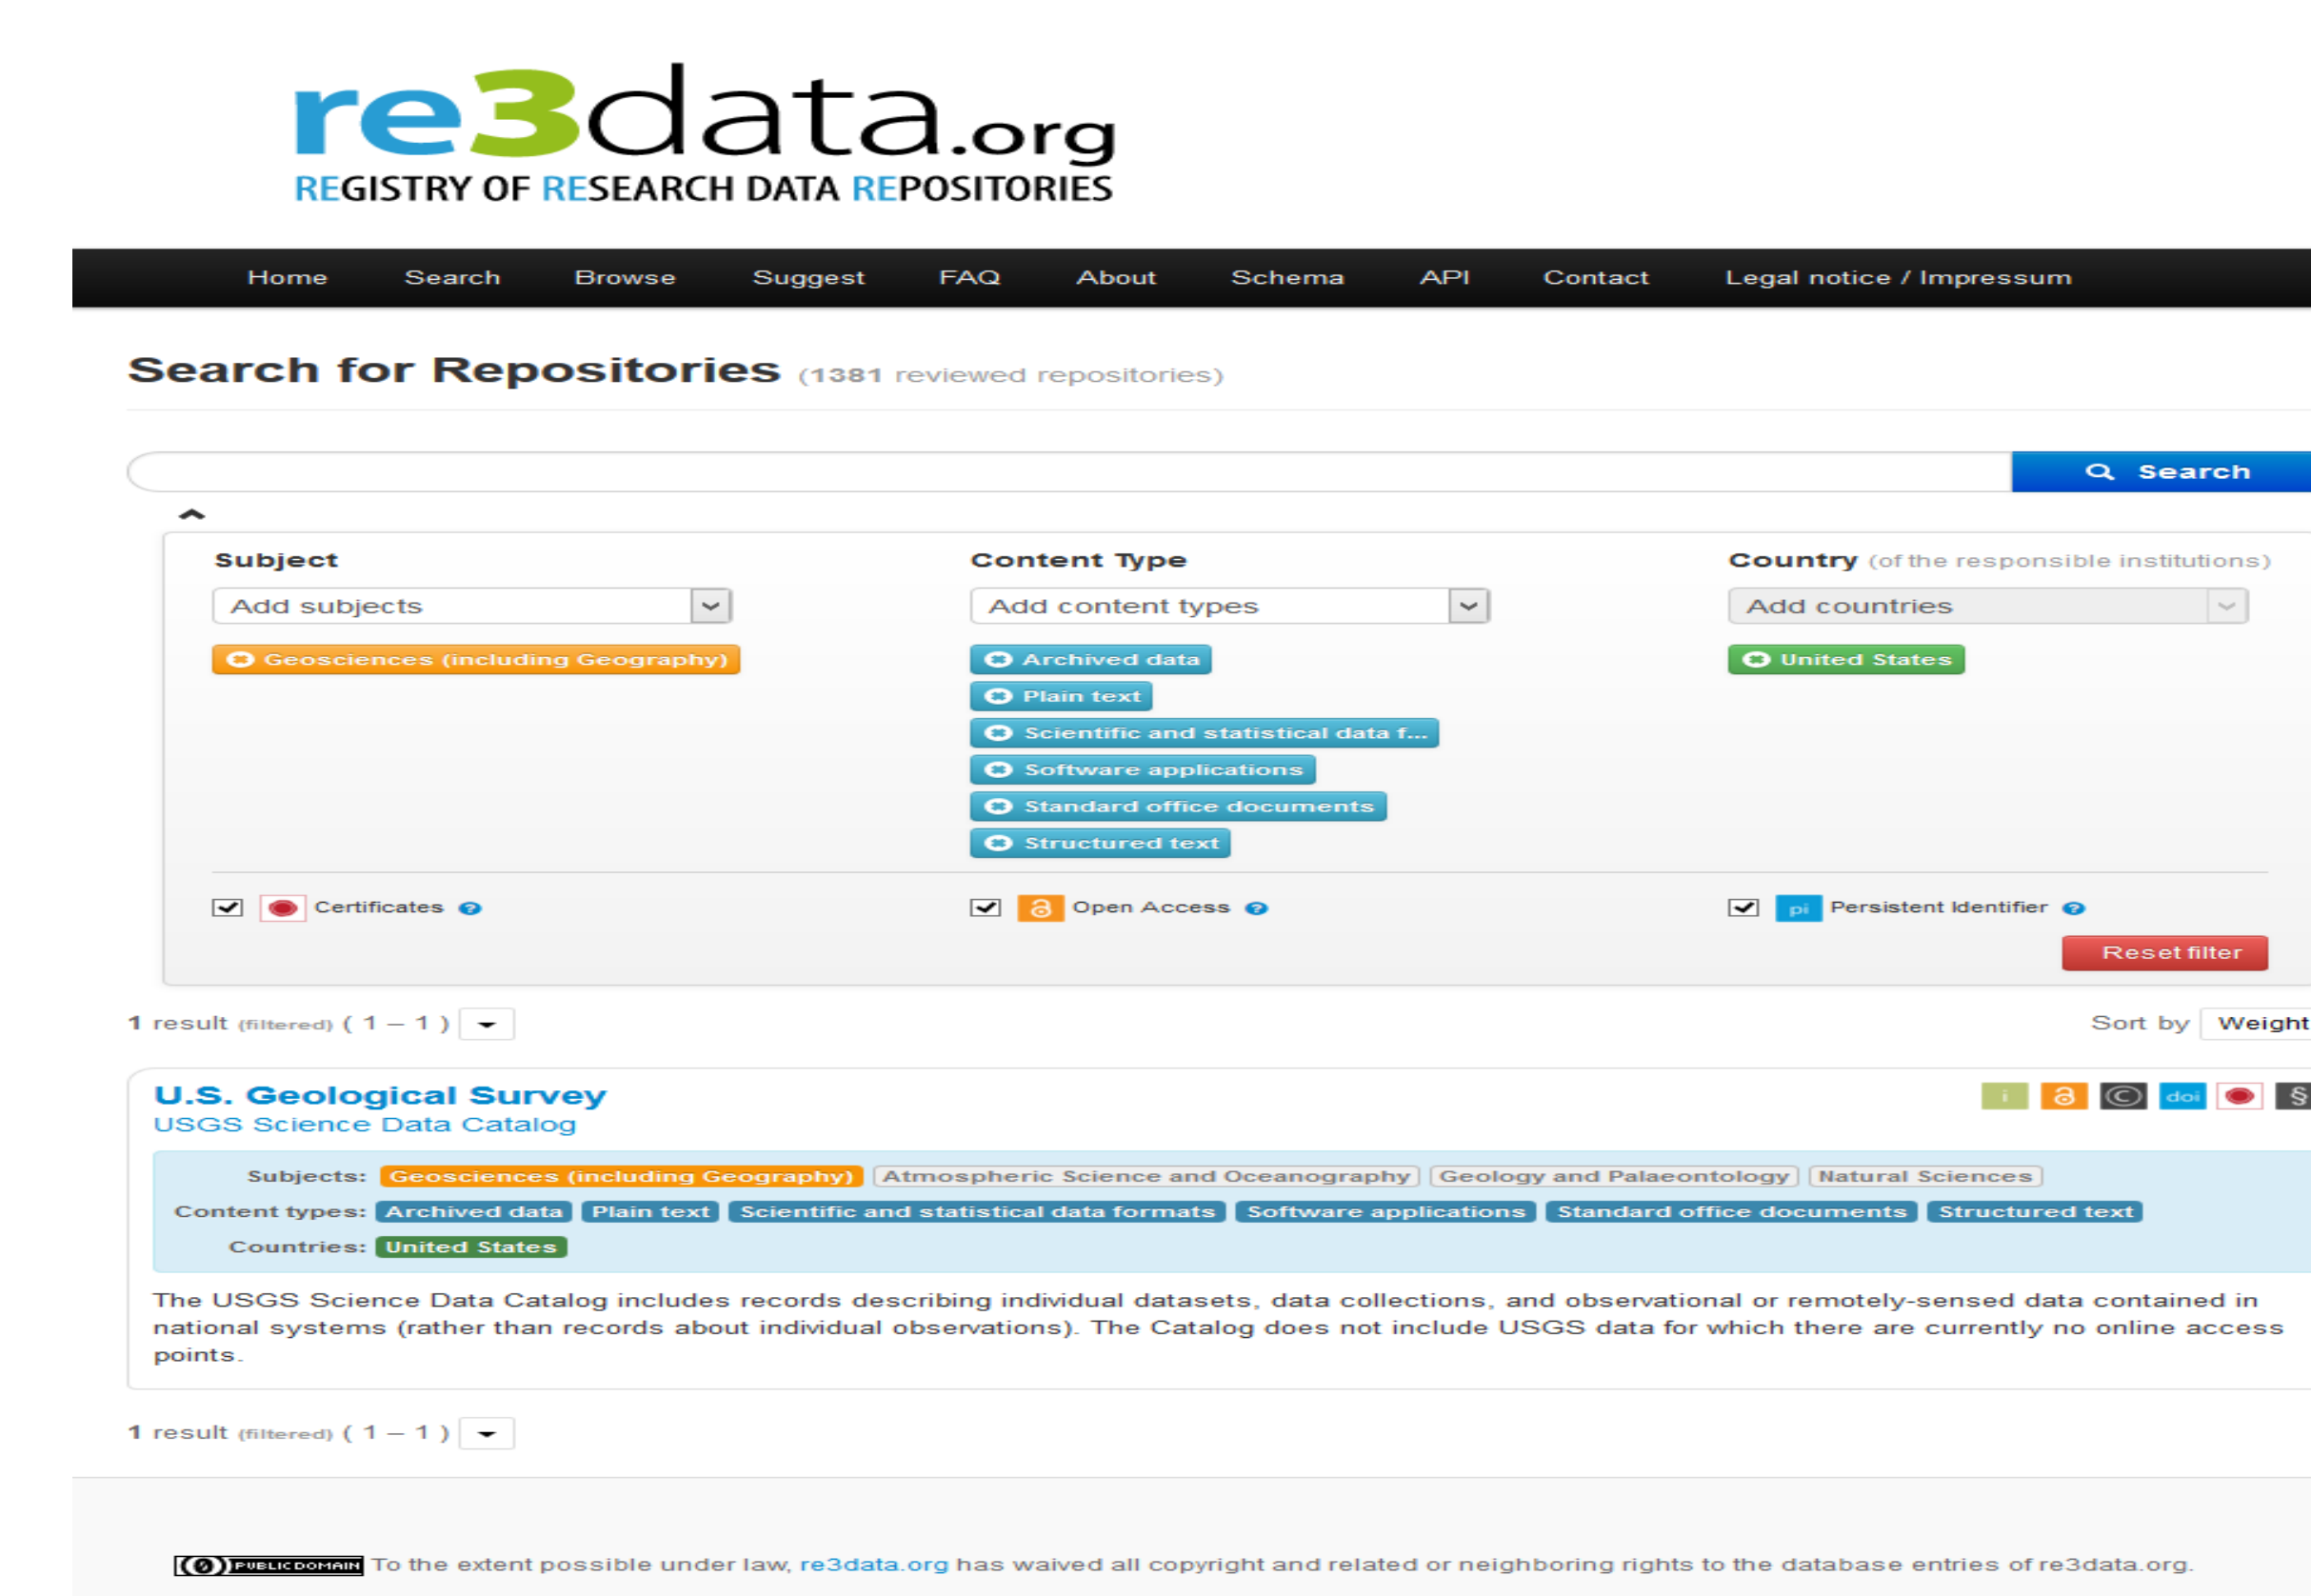 re3data.org
REGISTRY OF RESEARCH DATA REPOSITORIES
Home Search Browse Suggest FAQ About Schema API Contact Legal notice / Impressum
Search for Repositories (1381 reviewed repositories)
Search
Subject Content Type Country (of the responsible institutions)
Add subjects Add content types Add countries
Geosciences (including Geography) Archived data United States
Plain text
Scientific and statistical data f...
Software applications
Standard office documents
Structured text
Certificates ? Open Access ? pi Persistent Identifier ?
Reset filter
1 result (filtered) ( 1 – 1 ) Sort by Weight
U.S. Geological Survey i © doi §
USGS Science Data Catalog
Subjects: Geosciences (including Geography) Atmospheric Science and Oceanography Geology and Palaeontology Natural Sciences
Content types: Archived data Plain text Scientific and statistical data formats Software applications Standard office documents Structured text
Countries: United States
The USGS Science Data Catalog includes records describing individual datasets, data collections, and observational or remotely-sensed data contained in
national systems (rather than records about individual observations). The Catalog does not include USGS data for which there are currently no online access
points.
1 result (filtered) ( 1 – 1 )
PUBLIC DOMAIN To the extent possible under law, re3data.org has waived all copyright and related or neighboring rights to the database entries of re3data.org.